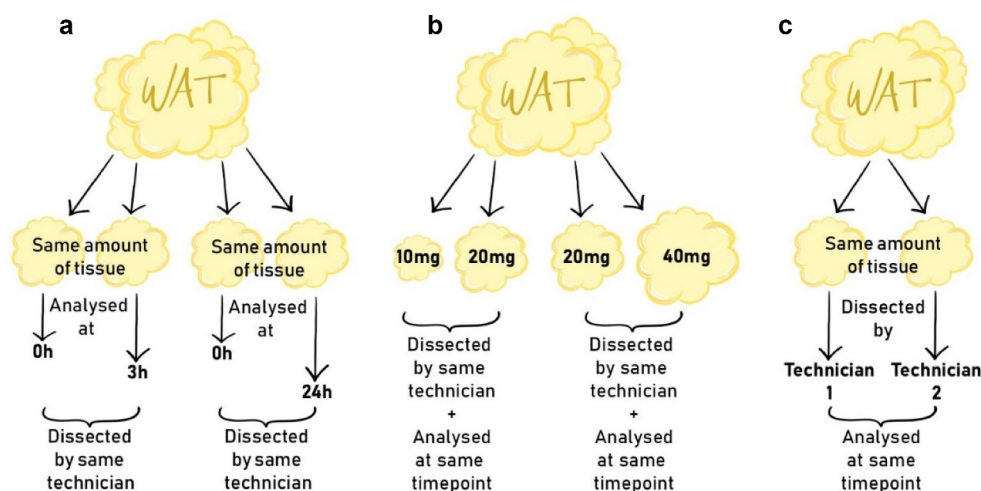 a
WAT
Same amount
of tissue
Analysed
at
0h
3h
Dissected
by same
technician
Same amount
of tissue
Analysed
at
0h
24h
Dissected
by same
technician
b
WAT
10mg
20mg
Dissected
by same
technician
+
Analysed
at same
timepoint
20mg
40mg
Dissected
by same
technician
+
Analysed
at same
timepoint
c
WAT
Same amount
of tissue
Dissected
by
Technician
1
Technician
2
Analysed
at same
timepoint